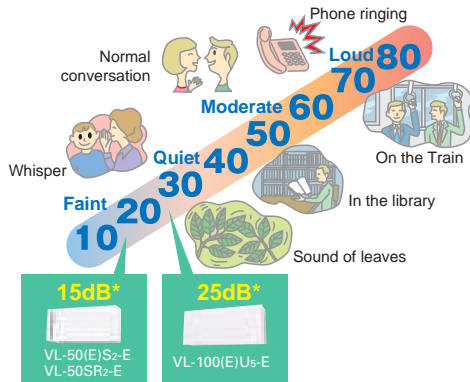 Phone ringing
Normal
conversation
Loud 80
70
Moderate 60
50
On the Train
Whisper
Quiet 40
30
In the library
Faint 20
10
Sound of leaves
15dB*
VL-50(E)S2-E
VL-50SR2-E
25dB*
VL-100(E)U5-E